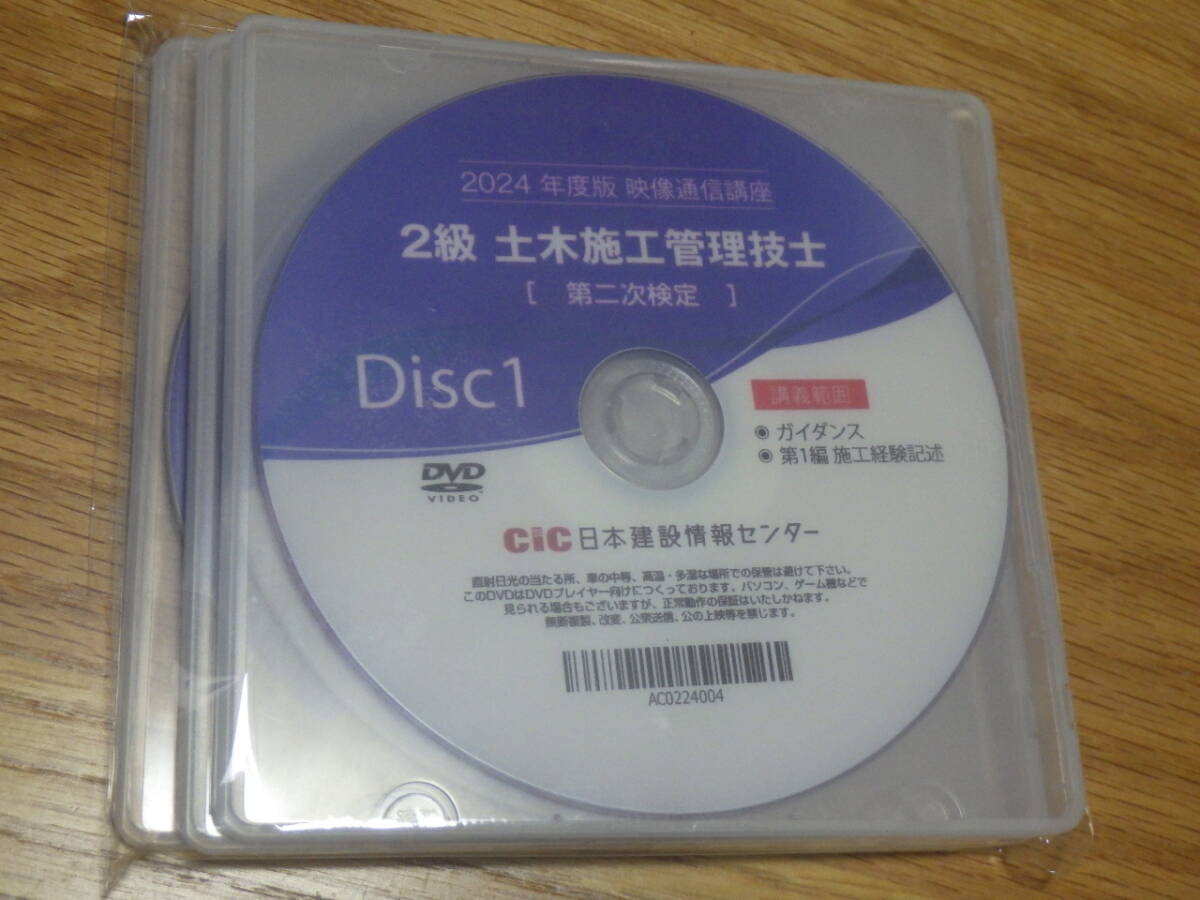 2024 年度版 映像通信講座
2級 土木施工管理技士
[ 第二次検定 ]
Disc1
講義範囲
◉ ガイダンス
◉ 第1編 施工経験記述
DVD
VIDEO
cic 日本建設情報センター
直射日光の当たる所、車の中等、高温・多湿な場所での保管は避けて下さい。
このDVDはDVDプレイヤー向けにつくっております。パソコン、ゲーム機などで
見られる場合もございますが、正常動作の保証はいたしかねます。
無断複製、改変、公衆送信、公の上映等を禁じます。
AC0224004